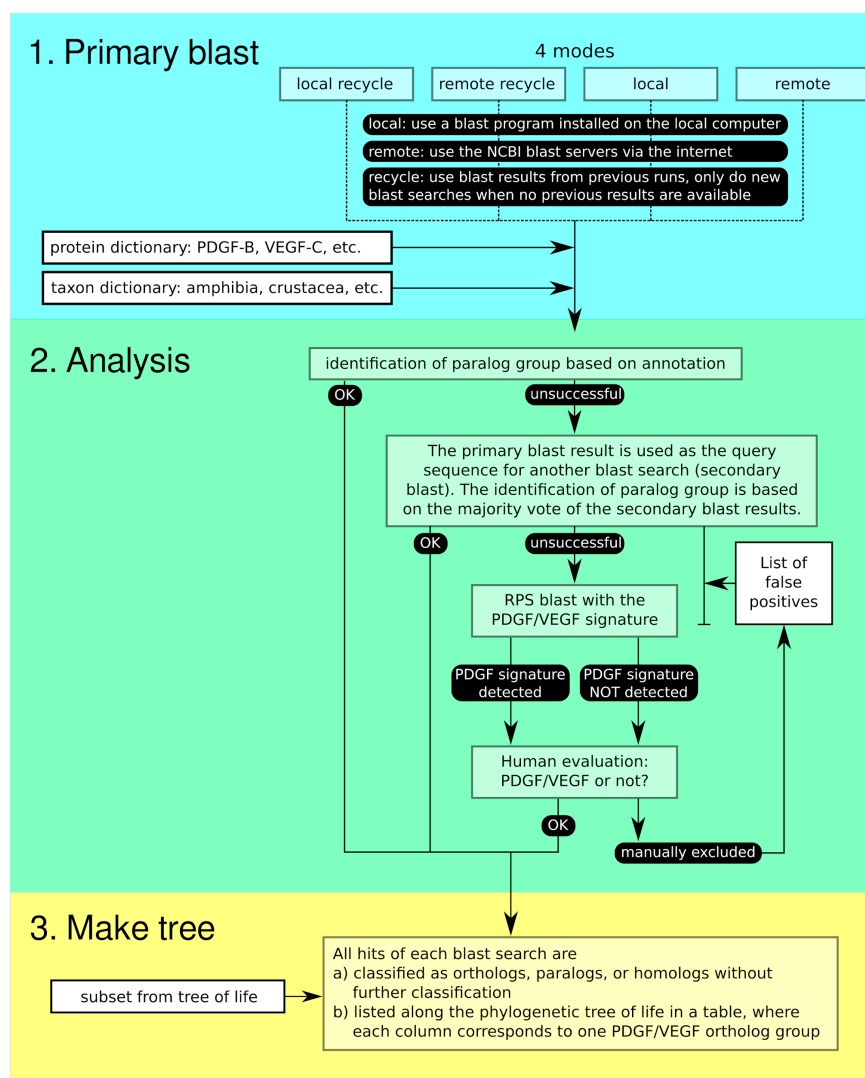 1. Primary blast
4 modes
local recycle
remote recycle
local
remote
local: use a blast program installed on the local computer
remote: use the NCBI blast servers via the internet
recycle: use blast results from previous runs, only do new
blast searches when no previous results are available
protein dictionary: PDGF-B, VEGF-C, etc.
taxon dictionary: amphibia, crustacea, etc.
2. Analysis
identification of paralog group based on annotation
OK
unsuccessful
The primary blast result is used as the query
sequence for another blast search (secondary
blast). The identification of paralog group is based
on the majority vote of the secondary blast results.
OK
unsuccessful
List of
false
positives
RPS blast with the
PDGF/VEGF signature
PDGF signature
detected
PDGF signature
NOT detected
Human evaluation:
PDGF/VEGF or not?
OK
manually excluded
3. Make tree
subset from tree of life
All hits of each blast search are
a) classified as orthologs, paralogs, or homologs without
further classification
b) listed along the phylogenetic tree of life in a table, where
each column corresponds to one PDGF/VEGF ortholog group